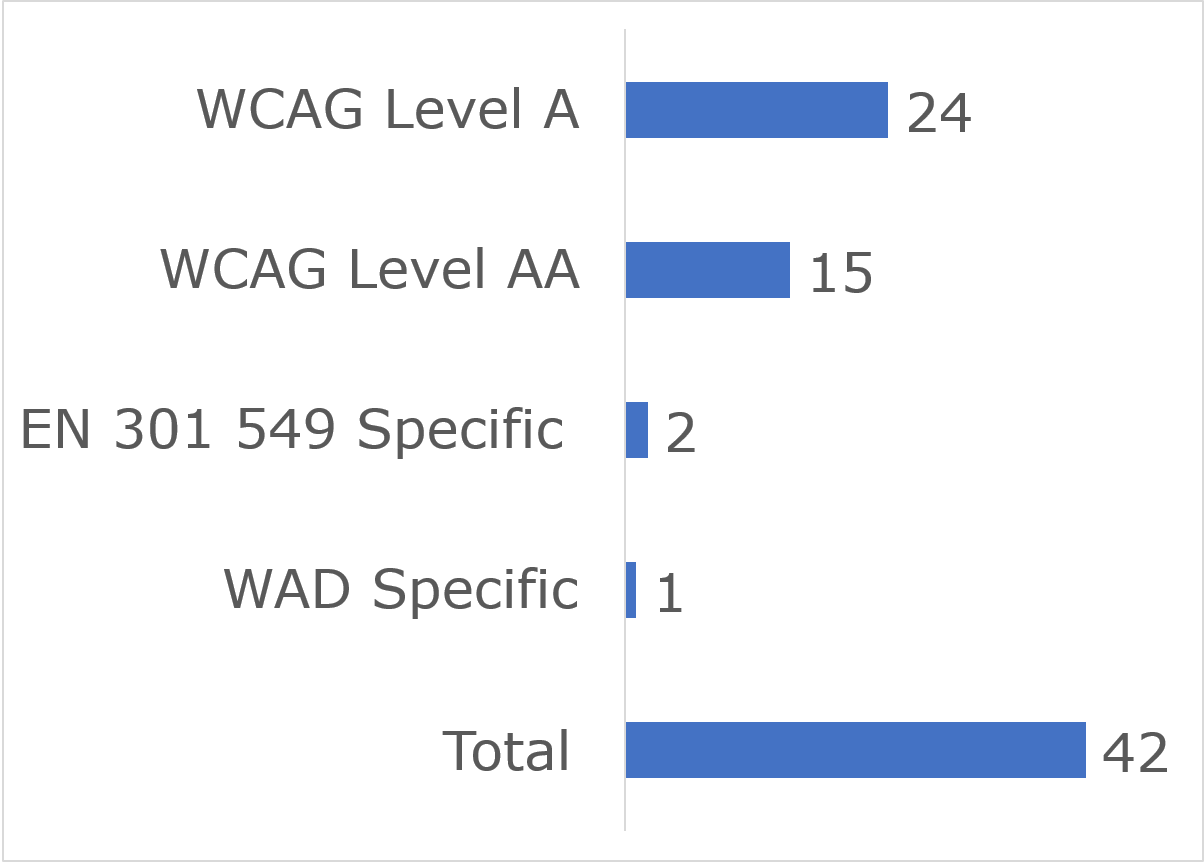 WCAG Level A 24
WCAG Level AA 15
EN 301 549 Specific 2
WAD Specific 1
Total 42